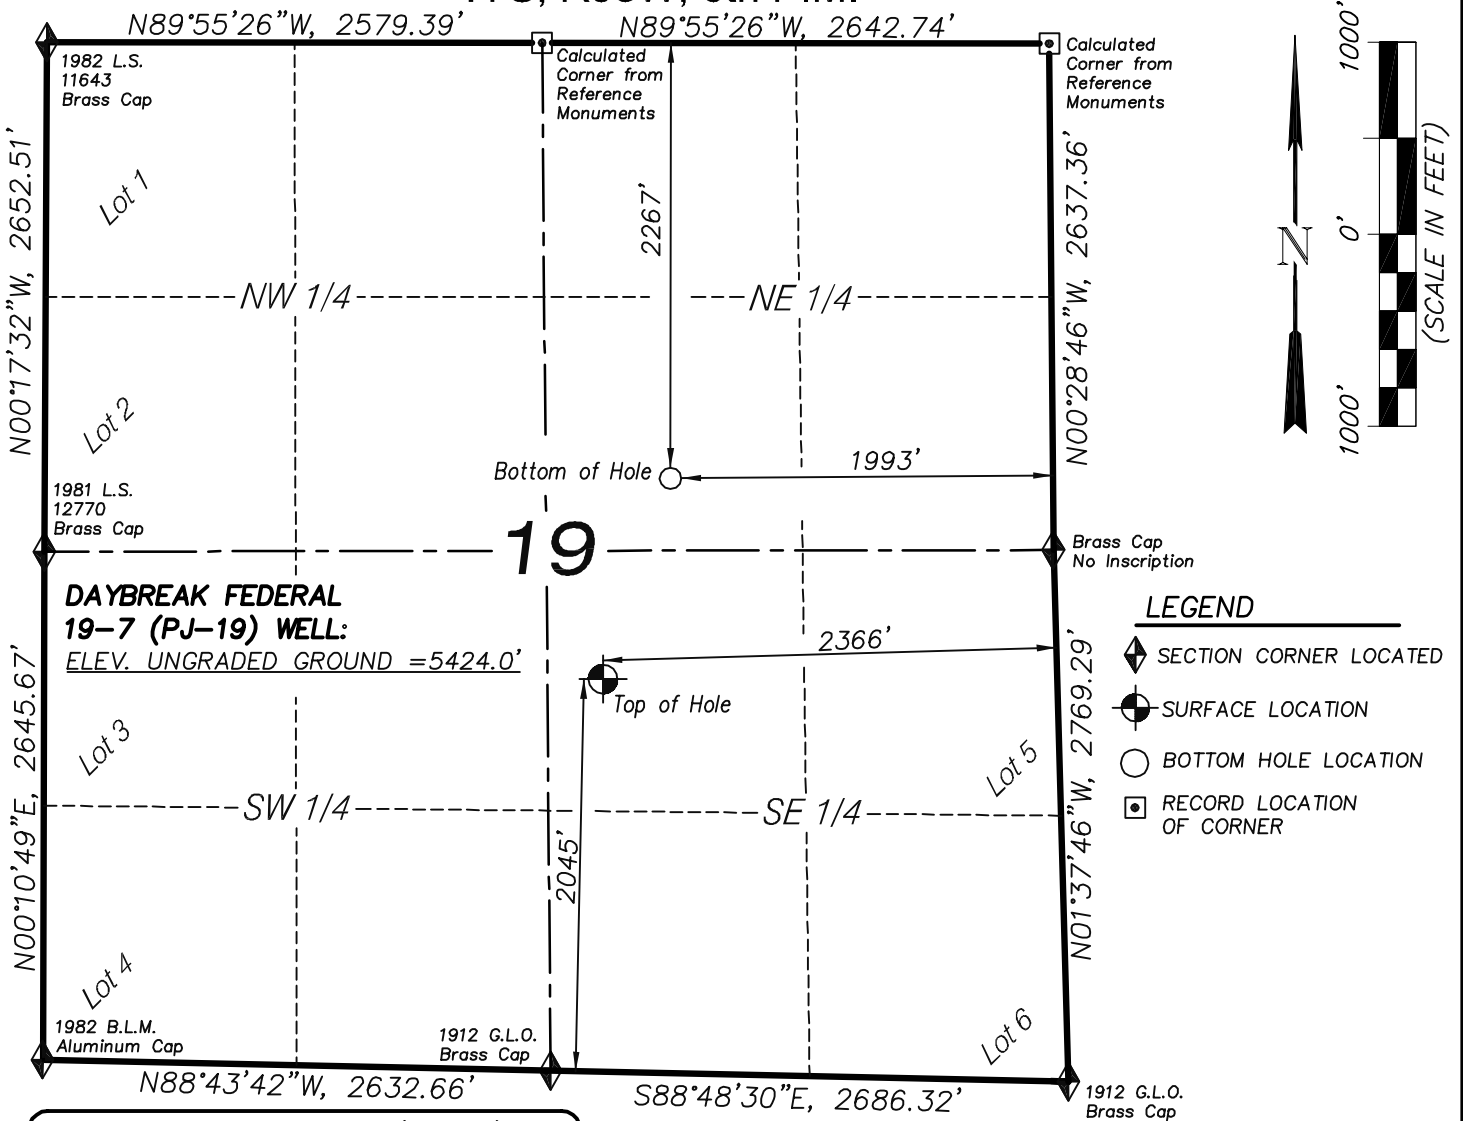 N89°55'26"W, 2579.39'
N89°55'26"W, 2642.74'
1982 L.S.
11643
Brass Cap
Calculated
Corner from
Reference
Monuments
Calculated
Corner from
Reference
Monuments
N00°17'32"W, 2652.51'
Lot 1
2267'
N00°28'46"W, 2637.36'
N
1000'
0'
1000'
(SCALE IN FEET)
NW 1/4
NE 1/4
Lot 2
Bottom of Hole
1993'
1981 L.S.
12770
Brass Cap
19
Brass Cap
No Inscription
DAYBREAK FEDERAL
19-7 (PJ-19) WELL:
ELEV. UNGRADED GROUND =5424.0'
2366'
Top of Hole
LEGEND
SECTION CORNER LOCATED
SURFACE LOCATION
BOTTOM HOLE LOCATION
RECORD LOCATION
OF CORNER
N00°10'49"E, 2645.67'
Lot 3
Lot 5
N01°37'46"W, 2769.29'
SW 1/4
SE 1/4
2045'
Lot 4
Lot 6
1982 B.L.M.
Aluminum Cap
1912 G.L.O.
Brass Cap
N88°43'42"W, 2632.66'
S88°48'30"E, 2686.32'
1912 G.L.O.
Brass Cap